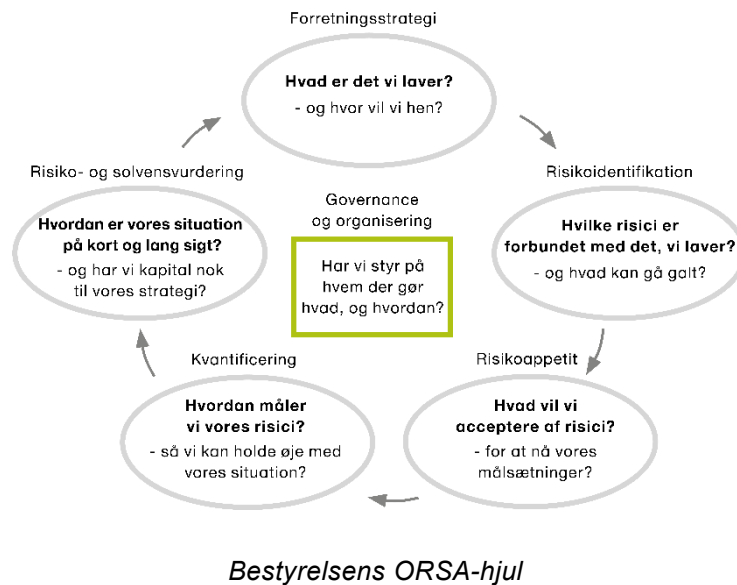 Forretningsstrategi
Hvad er det vi laver?
- og hvor vil vi hen?
Risikoidentifikation
Hvilke risici er
forbundet med det, vi laver?
- og hvad kan gå galt?
Risikoappetit
Hvad vil vi
acceptere af risici?
- for at nå vores
målsætninger?
Kvantificering
Hvordan måler
vi vores risici?
- så vi kan holde øje med
vores situation?
Risiko- og solvensvurdering
Hvordan er vores situation
på kort og lang sigt?
- og har vi kapital nok
til vores strategi?
Governance
og organisering
Har vi styr på
hvem der gør
hvad, og hvordan?
Bestyrelsens ORSA-hjul